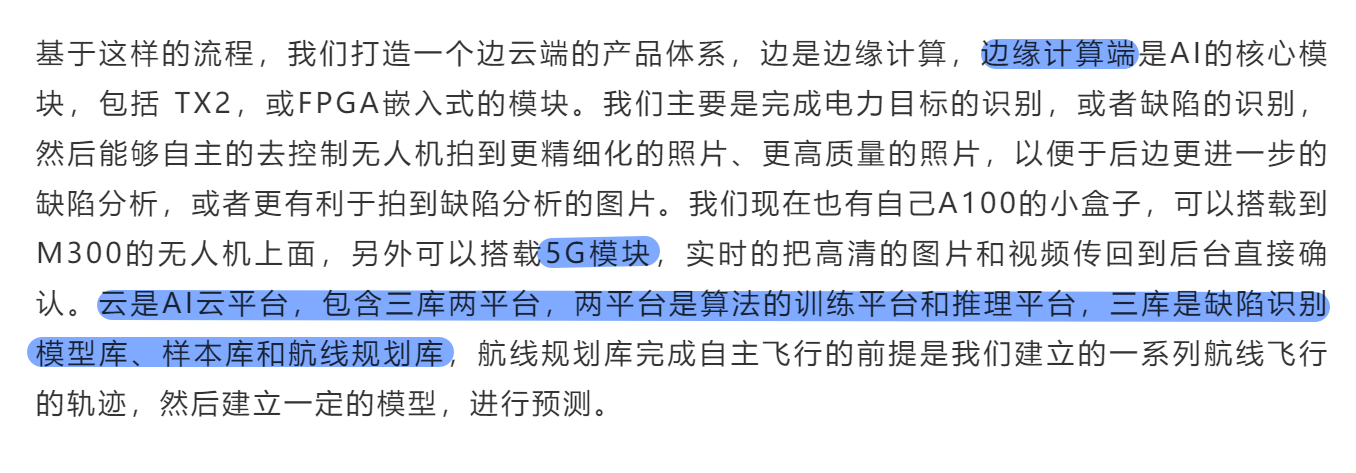 基于这样的流程，我们打造一个边云端的产品体系，边是边缘计算，边缘计算端是AI的核心模
块，包括 TX2，或FPGA嵌入式的模块。我们主要是完成电力目标的识别，或者缺陷的识别，
然后能够自主的去控制无人机拍到更精细化的照片、更高质量的照片，以便于后边更进一步的
缺陷分析，或者更有利于拍到缺陷分析的图片。我们现在也有自己A100的小盒子，可以搭载到
M300的无人机上面，另外可以搭载5G模块，实时的把高清的图片和视频传回到后台直接确
认。云是AI云平台，包含三库两平台，两平台是算法的训练平台和推理平台，三库是缺陷识别
模型库、样本库和航线规划库，航线规划库完成自主飞行的前提是我们建立的一系列航线飞行
的轨迹，然后建立一定的模型，进行预测。